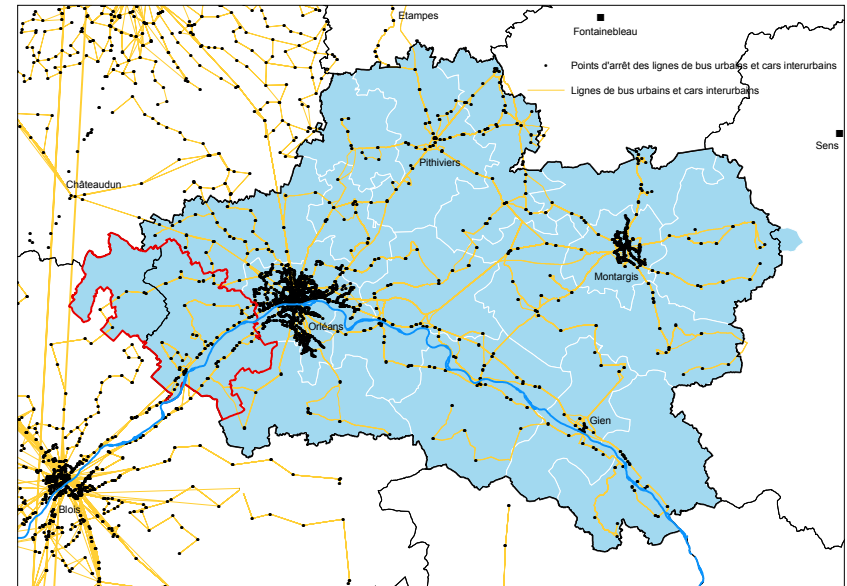 Etampes
Fontainebleau
Points d'arrêt des lignes de bus urbains et cars interurbains
Lignes de bus urbains et cars interurbains
Sens
Pithiviers
Châteaudun
Montargis
Orléans
Gien
Blois